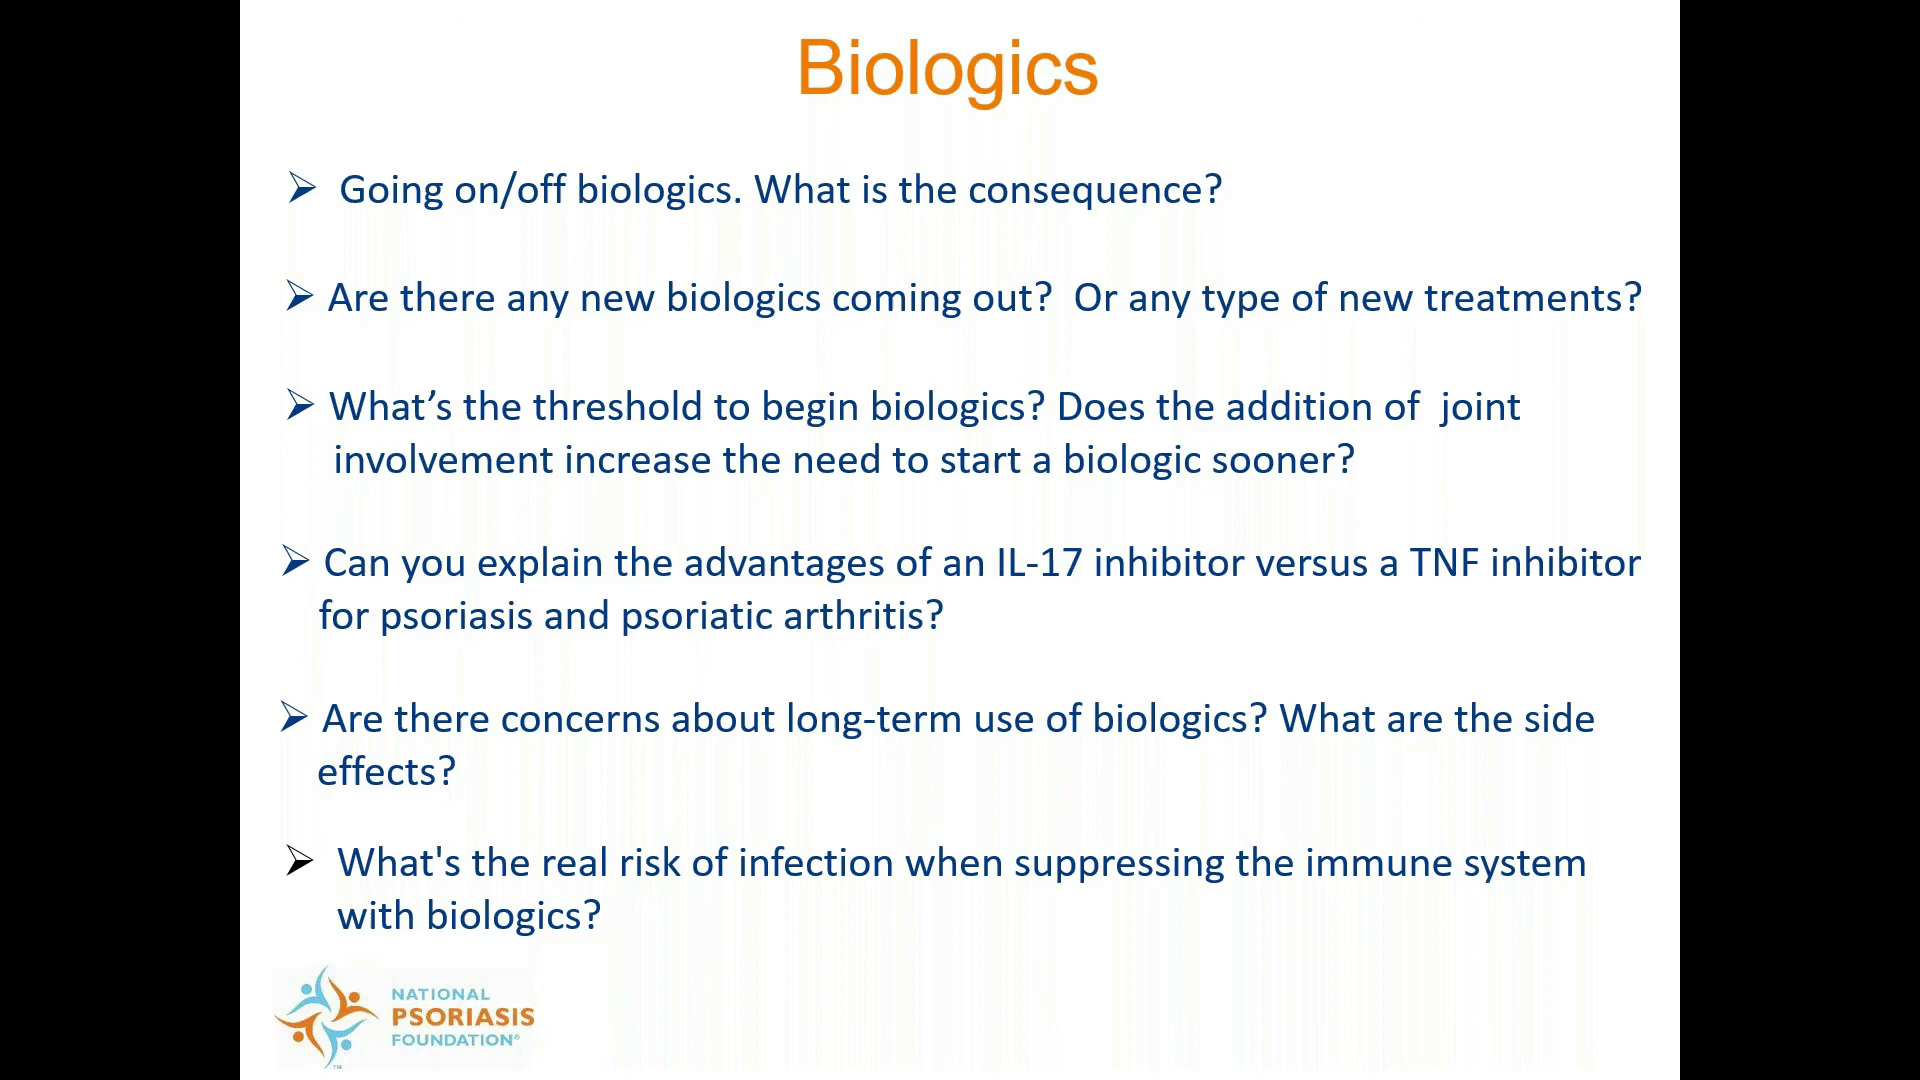 Biologics
➢ Going on/off biologics. What is the consequence?
➢ Are there any new biologics coming out?  Or any type of new treatments?
➢ What’s the threshold to begin biologics? Does the addition of  joint
involvement increase the need to start a biologic sooner?
➢ Can you explain the advantages of an IL-17 inhibitor versus a TNF inhibitor
for psoriasis and psoriatic arthritis?
➢ Are there concerns about long-term use of biologics? What are the side
effects?
➢ What's the real risk of infection when suppressing the immune system
with biologics?
NATIONAL
PSORIASIS
FOUNDATION®
™